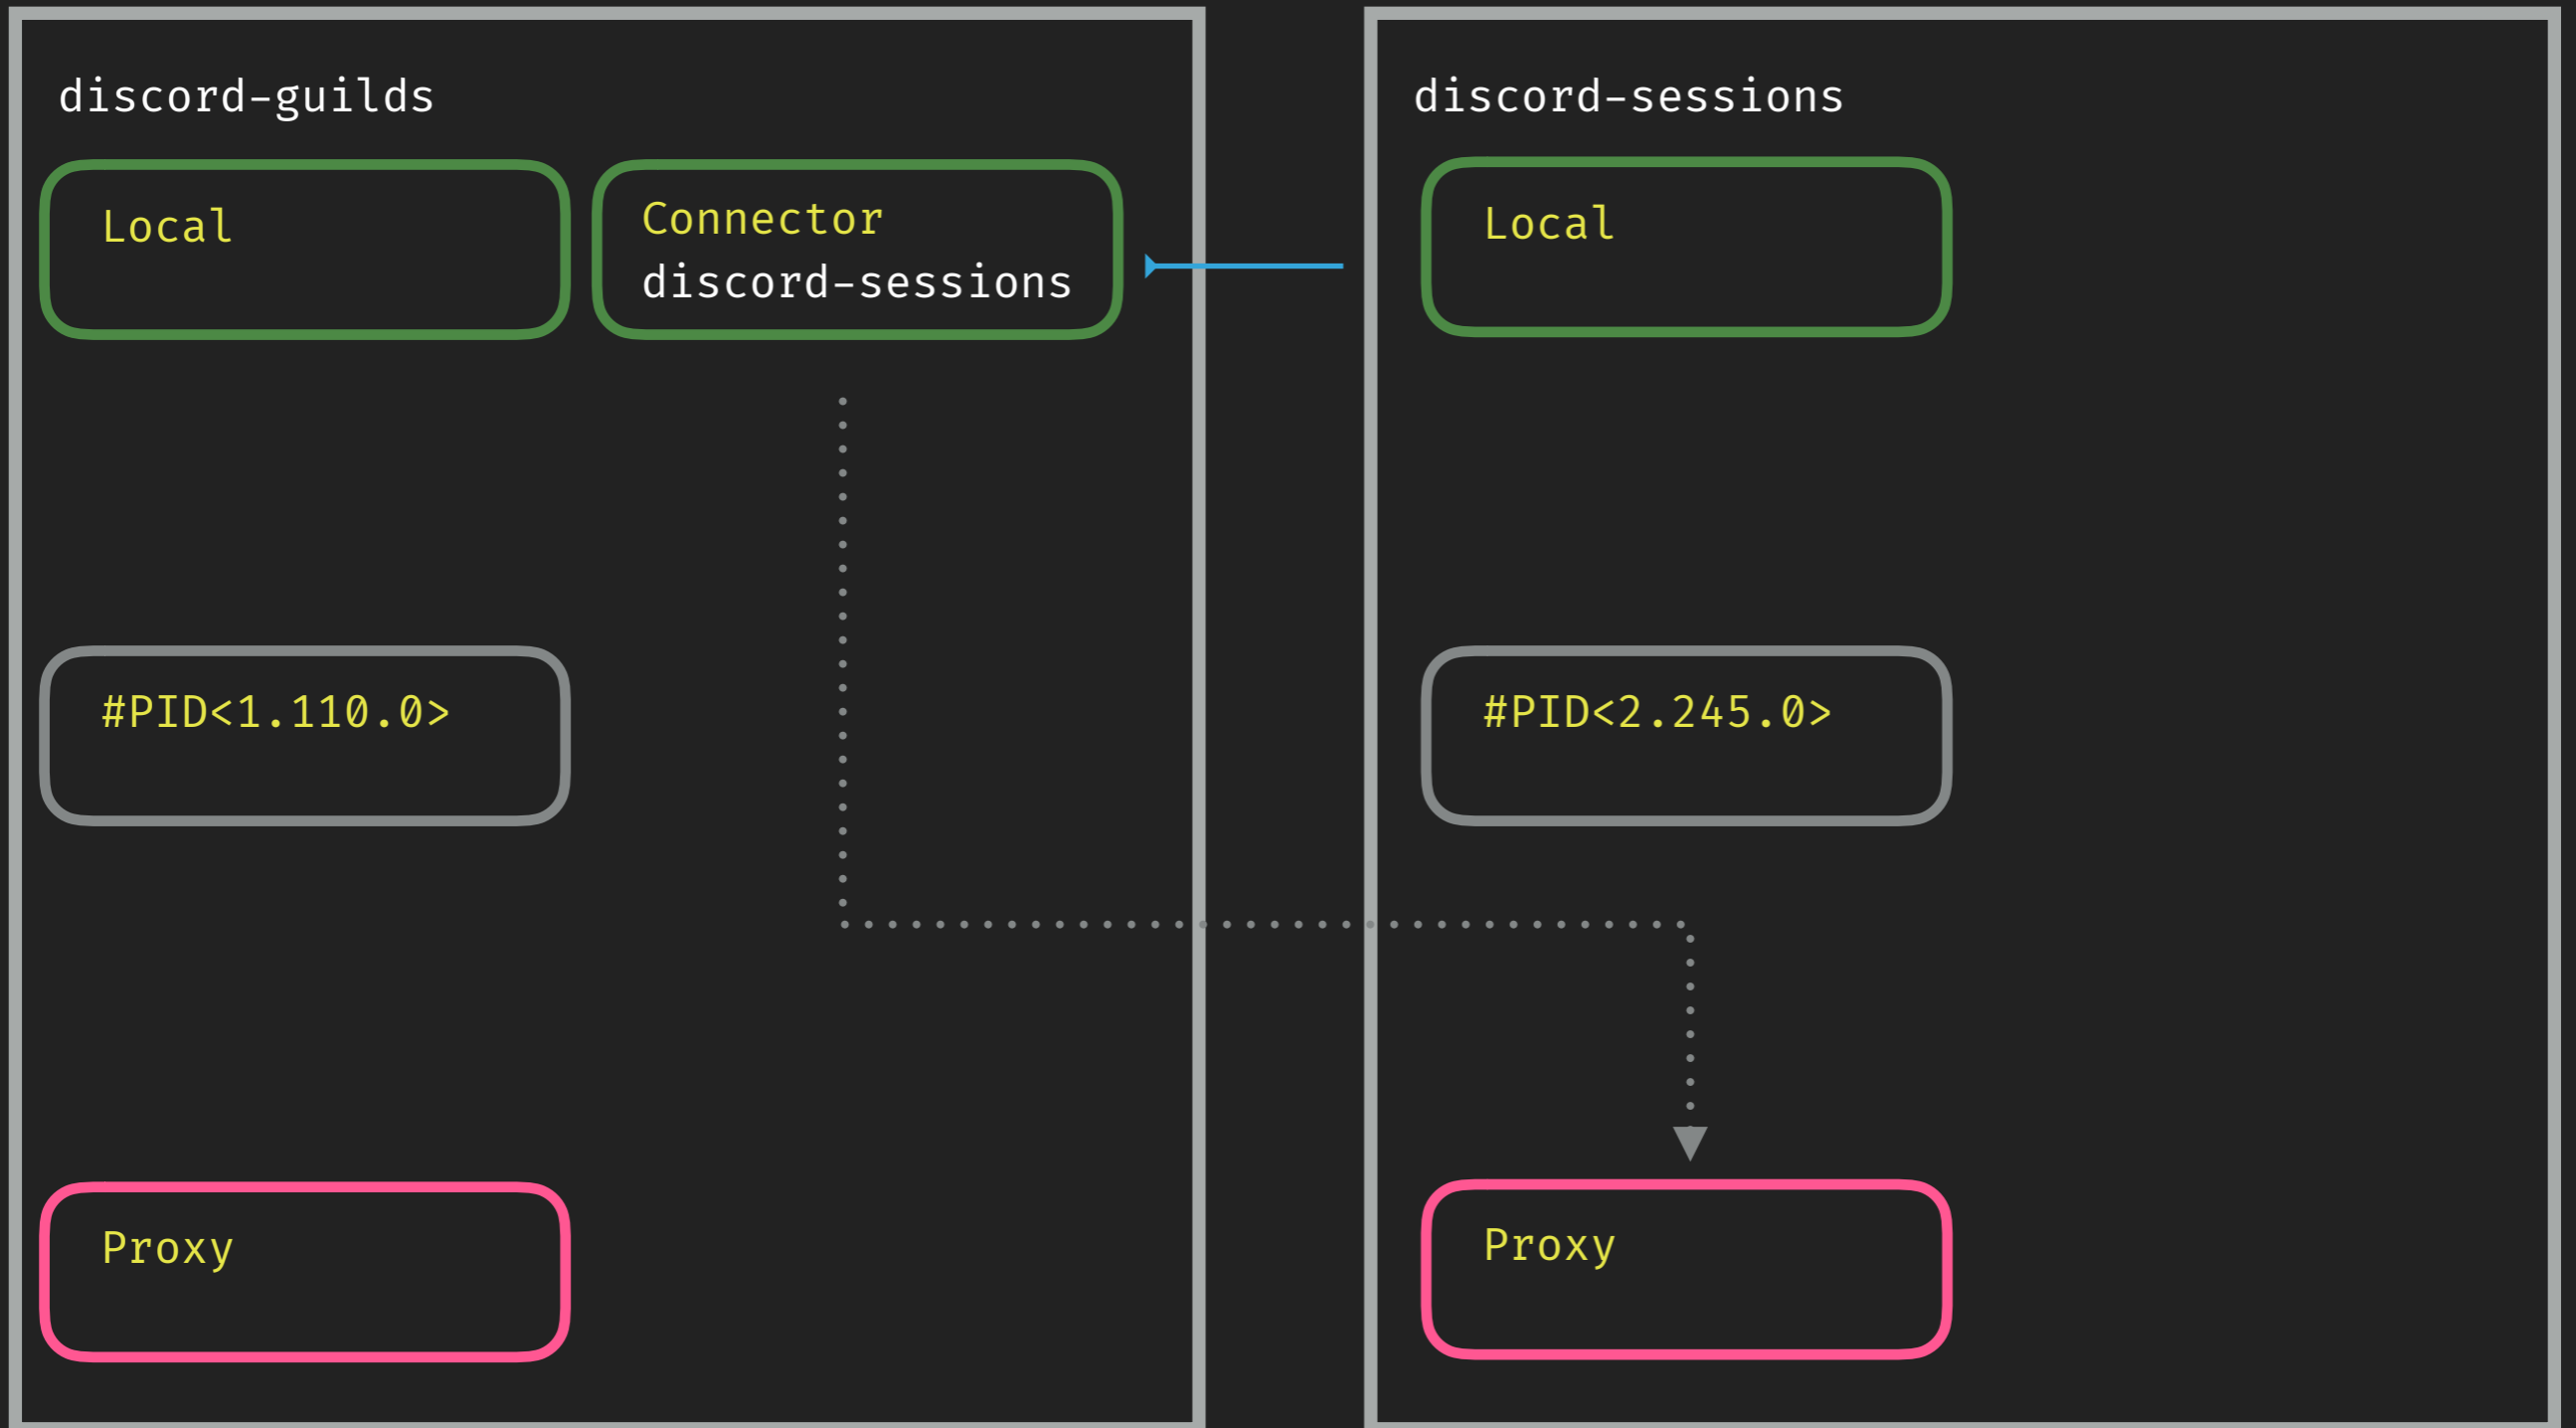 discord-guilds
Local
Connector
discord-sessions
#PID<1.110.0>
Proxy
discord-sessions
Local
#PID<2.245.0>
Proxy